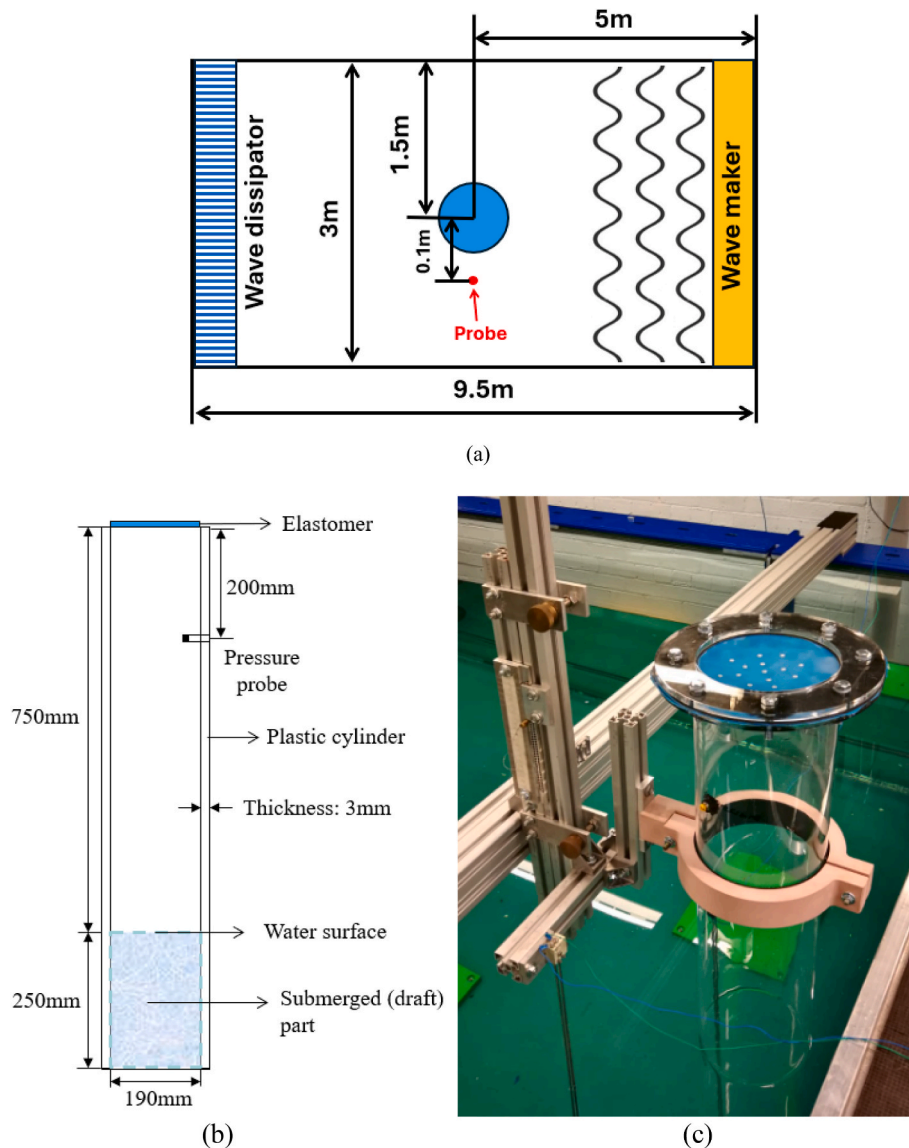 5m
Wave dissipator
3m
1.5m
0.1m
Probe
Wave maker
9.5m
(a)
Elastomer
200mm
Pressure
probe
750mm
Plastic cylinder
Thickness: 3mm
Water surface
250mm
Submerged (draft)
part
190mm
(b)
(c)